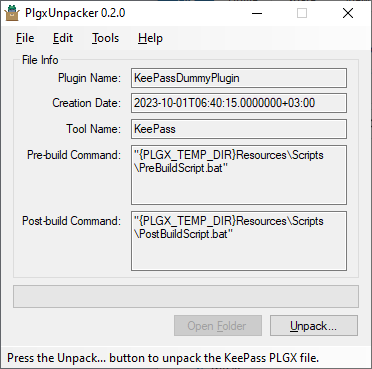 PlgxUnpacker 0.2.0
File Edit Tools Help
File Info
Plugin Name: KeePassDummyPlugin
Creation Date: 2023-10-01T06:40:15.0000000+03:00
Tool Name: KeePass
Pre-build Command: "{PLGX_TEMP_DIR}Resources\Scripts
\PreBuildScript.bat"
Post-build Command: "{PLGX_TEMP_DIR}Resources\Scripts
\PostBuildScript.bat"
Open Folder Unpack...
Press the Unpack... button to unpack the KeePass PLGX file.